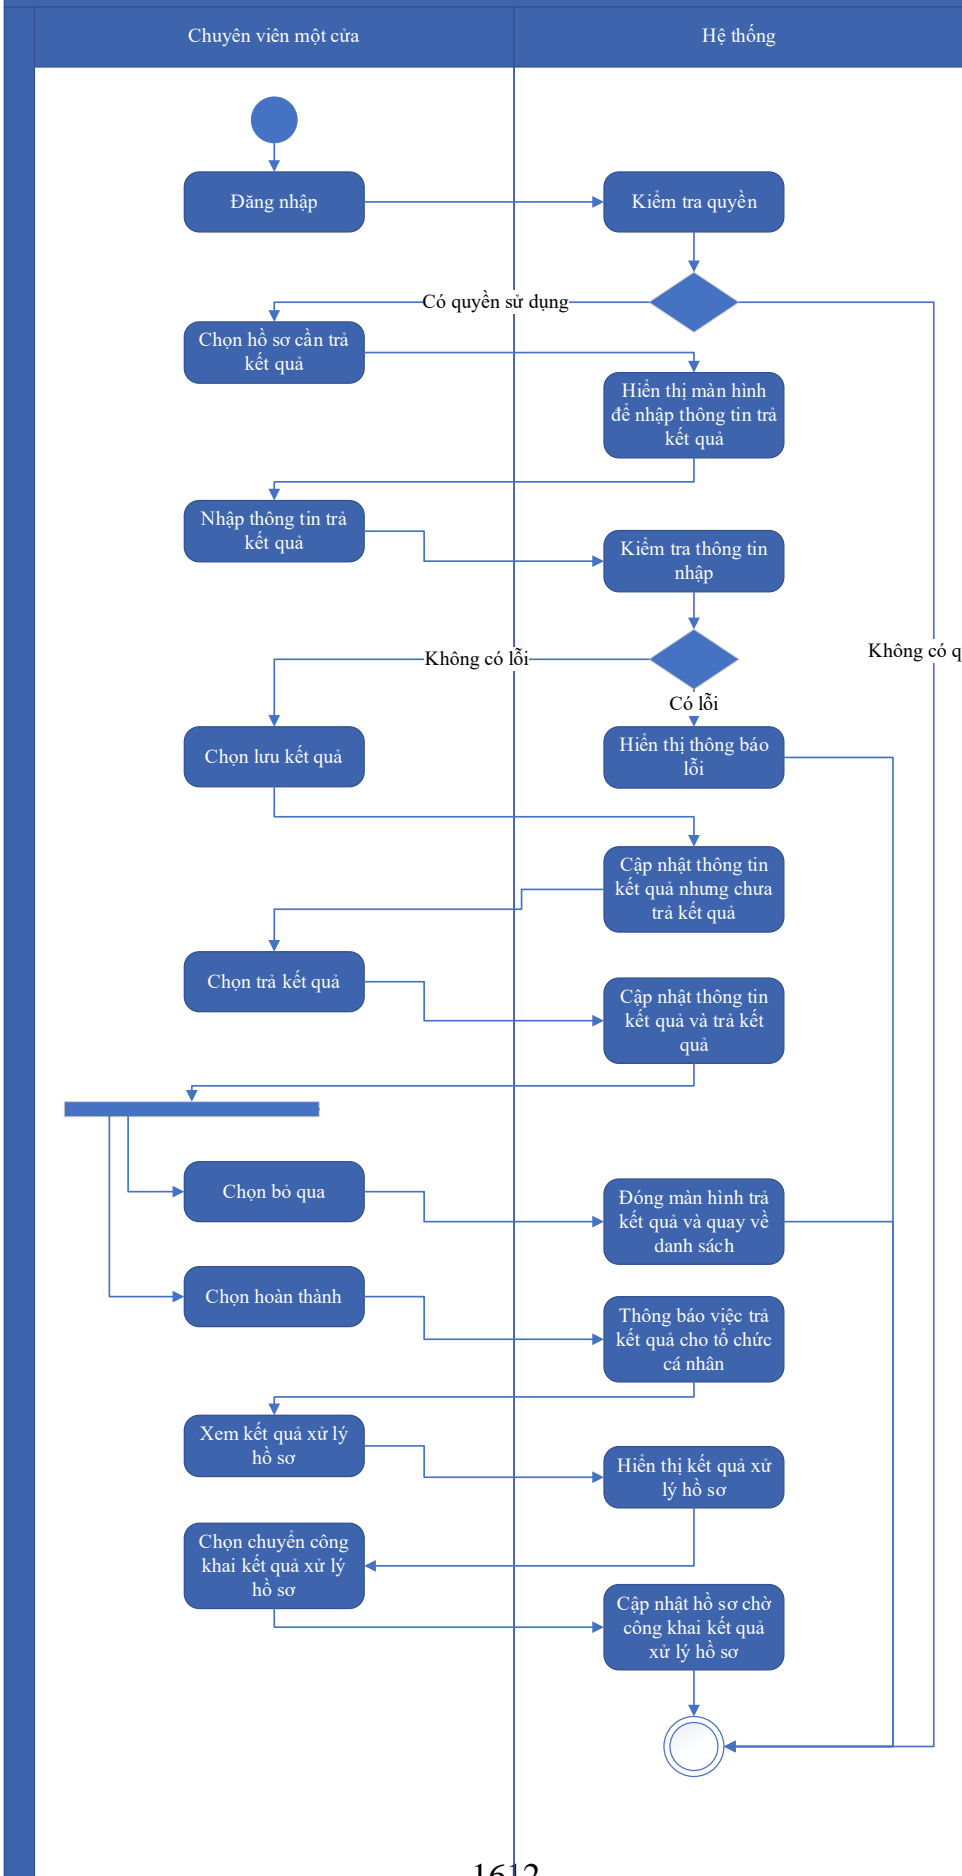 Chuyên viên một cửa
Hệ thống
Đăng nhập
Kiểm tra quyền
Có quyền sử dụng
Chọn hồ sơ cần trả
kết quả
Hiển thị màn hình
để nhập thông tin trả
kết quả
Nhập thông tin trả
kết quả
Kiểm tra thông tin
nhập
Không có q
Không có lỗi
Có lỗi
Chọn lưu kết quả
Hiển thị thông báo
lỗi
Cập nhật thông tin
kết quả nhưng chưa
trả kết quả
Chọn trả kết quả
Cập nhật thông tin
kết quả và trả kết
quả
Chọn bỏ qua
Đóng màn hình trả
kết quả và quay về
danh sách
Chọn hoàn thành
Thông báo việc trả
kết quả cho tổ chức
cá nhân
Xem kết quả xử lý
hồ sơ
Hiển thị kết quả xử
lý hồ sơ
Chọn chuyển công
khai kết quả xử lý
hồ sơ
Cập nhật hồ sơ chờ
công khai kết quả
xử lý hồ sơ
1612